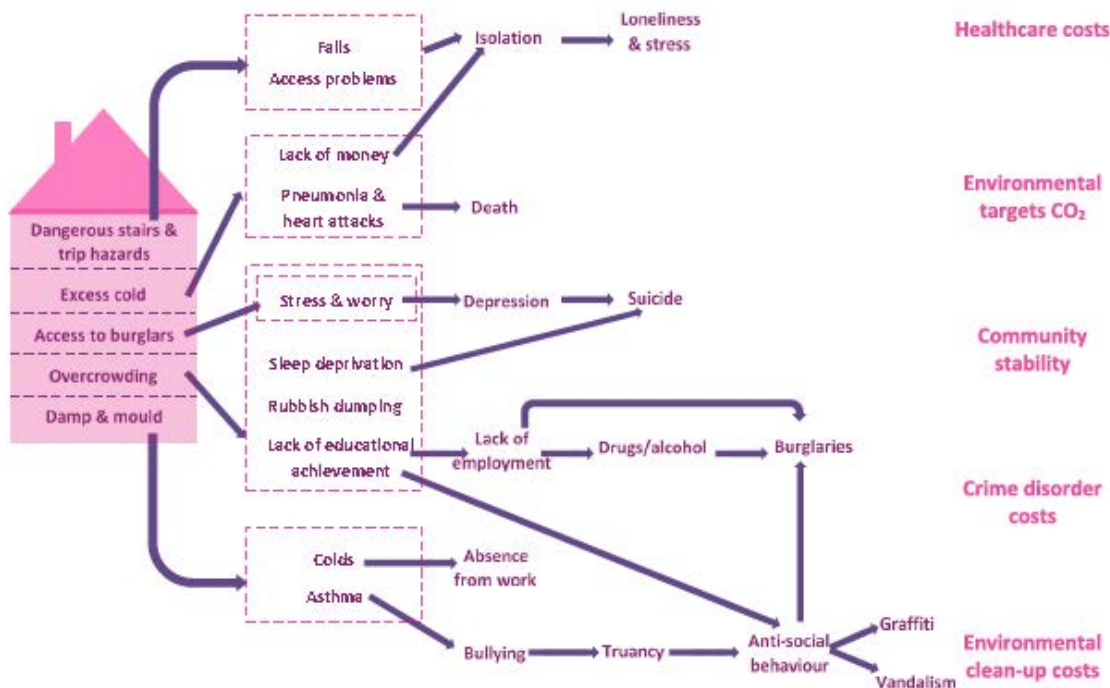 Dangerous stairs &
trip hazards
Excess cold
Access to burglars
Overcrowding
Damp & mould
Falls
Access problems
Isolation
Loneliness
& stress
Lack of money
Pneumonia &
heart attacks
Death
Stress & worry
Depression
Suicide
Sleep deprivation
Rubbish dumping
Lack of educational
achievement
Lack of
employment
Drugs/alcohol
Burglaries
Colds
Absence
from work
Asthma
Bullying
Truancy
Anti-social
behaviour
Graffiti
Vandalism
Healthcare costs
Environmental
targets CO₂
Community
stability
Crime disorder
costs
Environmental
clean-up costs